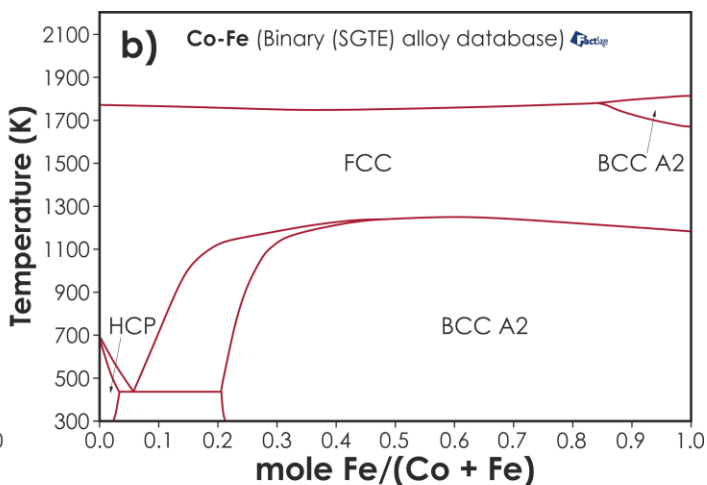 b) Co-Fe (Binary (SGTE) alloy database) FactSage
Temperature (K)
2100
1900
1700
1500
1300
1100
900
700
500
300
FCC
BCC A2
HCP
BCC A2
0
0.0 0.1 0.2 0.3 0.4 0.5 0.6 0.7 0.8 0.9 1.0
mole Fe/(Co + Fe)